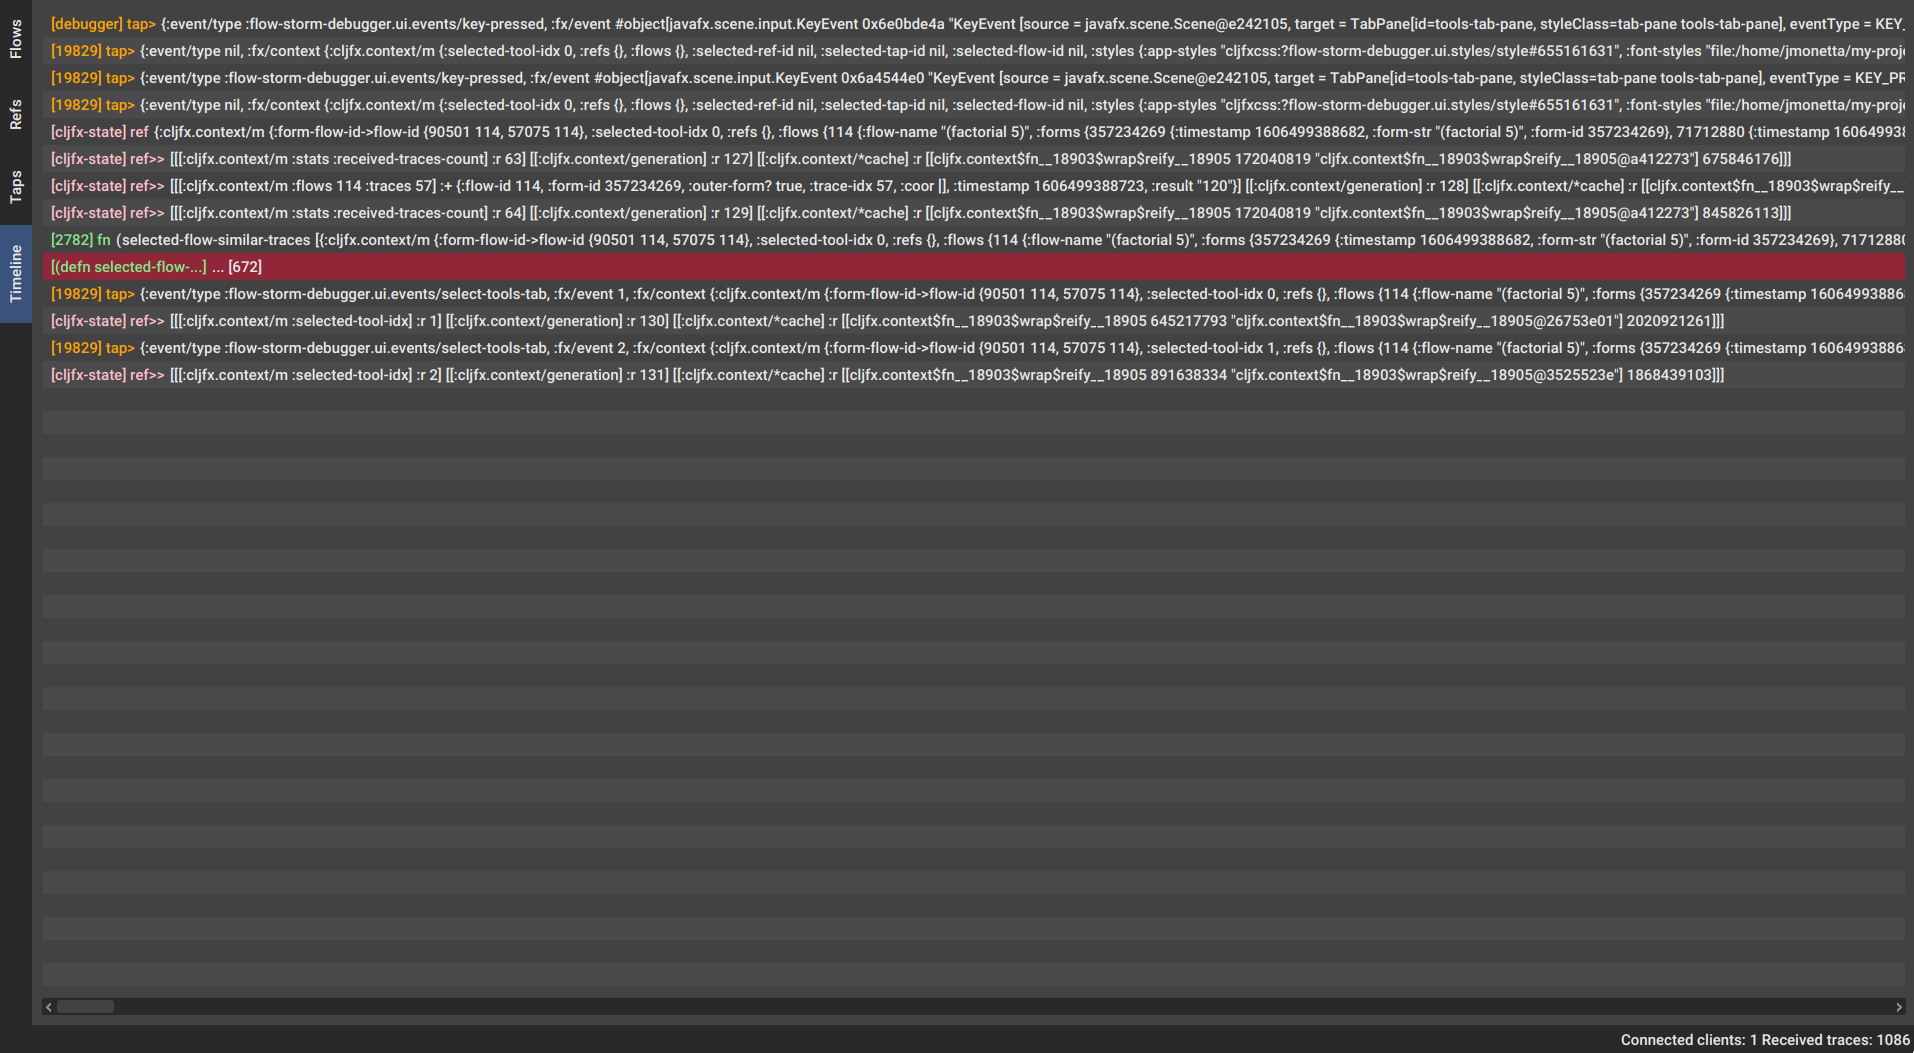 Flows
Refs
Taps
Timeline
[debugger] tap> {:event/type :flow-storm-debugger.ui.events/key-pressed, :fx/event #object[javafx.scene.input.KeyEvent 0x6e0bde4a "KeyEvent [source = javafx.scene.Scene@e242105, target = TabPane[id=tools-tab-pane, styleClass=tab-pane tools-tab-pane], eventType = KEY_
[19829] tap> {:event/type nil, :fx/context {:cljfx.context/m {:selected-tool-idx 0, :refs {}, :flows {}, :selected-ref-id nil, :selected-tap-id nil, :selected-flow-id nil, :styles {:app-styles "cljfxcss:?flow-storm-debugger.ui.styles/style#655161631", :font-styles "file:/home/jmonetta/my-proje
[19829] tap> {:event/type :flow-storm-debugger.ui.events/key-pressed, :fx/event #object[javafx.scene.input.KeyEvent 0x6a4544e0 "KeyEvent [source = javafx.scene.Scene@e242105, target = TabPane[id=tools-tab-pane, styleClass=tab-pane tools-tab-pane], eventType = KEY_PR
[19829] tap> {:event/type nil, :fx/context {:cljfx.context/m {:selected-tool-idx 0, :refs {}, :flows {}, :selected-ref-id nil, :selected-tap-id nil, :selected-flow-id nil, :styles {:app-styles "cljfxcss:?flow-storm-debugger.ui.styles/style#655161631", :font-styles "file:/home/jmonetta/my-proje
[cljfx-state] ref {:cljfx.context/m {:form-flow-id->flow-id {90501 114, 57075 114}, :selected-tool-idx 0, :refs {}, :flows {114 {:flow-name "(factorial 5)", :forms {357234269 {:timestamp 1606499388682, :form-str "(factorial 5)", :form-id 357234269}, 71712880 {:timestamp 16064993
[cljfx-state] ref>> [[[:cljfx.context/m :stats :received-traces-count] :r 63] [[:cljfx.context/generation] :r 127] [[:cljfx.context/*cache] :r [[cljfx.context$fn__18903$wrap$reify__18905 172040819 "cljfx.context$fn__18903$wrap$reify__18905@a412273"] 675846176]]]
[cljfx-state] ref>> [[[:cljfx.context/m :flows 114 :traces 57] :+ {:flow-id 114, :form-id 357234269, :outer-form? true, :trace-idx 57, :coor [], :timestamp 1606499388723, :result "120"}] [[:cljfx.context/generation] :r 128] [[:cljfx.context/*cache] :r [[cljfx.context$fn__18903$wrap$reify__
[cljfx-state] ref>> [[[:cljfx.context/m :stats :received-traces-count] :r 64] [[:cljfx.context/generation] :r 129] [[:cljfx.context/*cache] :r [[cljfx.context$fn__18903$wrap$reify__18905 172040819 "cljfx.context$fn__18903$wrap$reify__18905@a412273"] 845826113]]]
[2782] fn (selected-flow-similar-traces [{:cljfx.context/m {:form-flow-id->flow-id {90501 114, 57075 114}, :selected-tool-idx 0, :refs {}, :flows {114 {:flow-name "(factorial 5)", :forms {357234269 {:timestamp 1606499388682, :form-str "(factorial 5)", :form-id 357234269}, 71712880
[(defn selected-flow-...] ... [672]
[19829] tap> {:event/type :flow-storm-debugger.ui.events/select-tools-tab, :fx/event 1, :fx/context {:cljfx.context/m {:form-flow-id->flow-id {90501 114, 57075 114}, :selected-tool-idx 0, :refs {}, :flows {114 {:flow-name "(factorial 5)", :forms {357234269 {:timestamp 16064993886
[cljfx-state] ref>> [[[:cljfx.context/m :selected-tool-idx] :r 1] [[:cljfx.context/generation] :r 130] [[:cljfx.context/*cache] :r [[cljfx.context$fn__18903$wrap$reify__18905 645217793 "cljfx.context$fn__18903$wrap$reify__18905@26753e01"] 2020921261]]]
[19829] tap> {:event/type :flow-storm-debugger.ui.events/select-tools-tab, :fx/event 2, :fx/context {:cljfx.context/m {:form-flow-id->flow-id {90501 114, 57075 114}, :selected-tool-idx 1, :refs {}, :flows {114 {:flow-name "(factorial 5)", :forms {357234269 {:timestamp 16064993886
[cljfx-state] ref>> [[[:cljfx.context/m :selected-tool-idx] :r 2] [[:cljfx.context/generation] :r 131] [[:cljfx.context/*cache] :r [[cljfx.context$fn__18903$wrap$reify__18905 891638334 "cljfx.context$fn__18903$wrap$reify__18905@3525523e"] 1868439103]]]
Connected clients: 1 Received traces: 1086